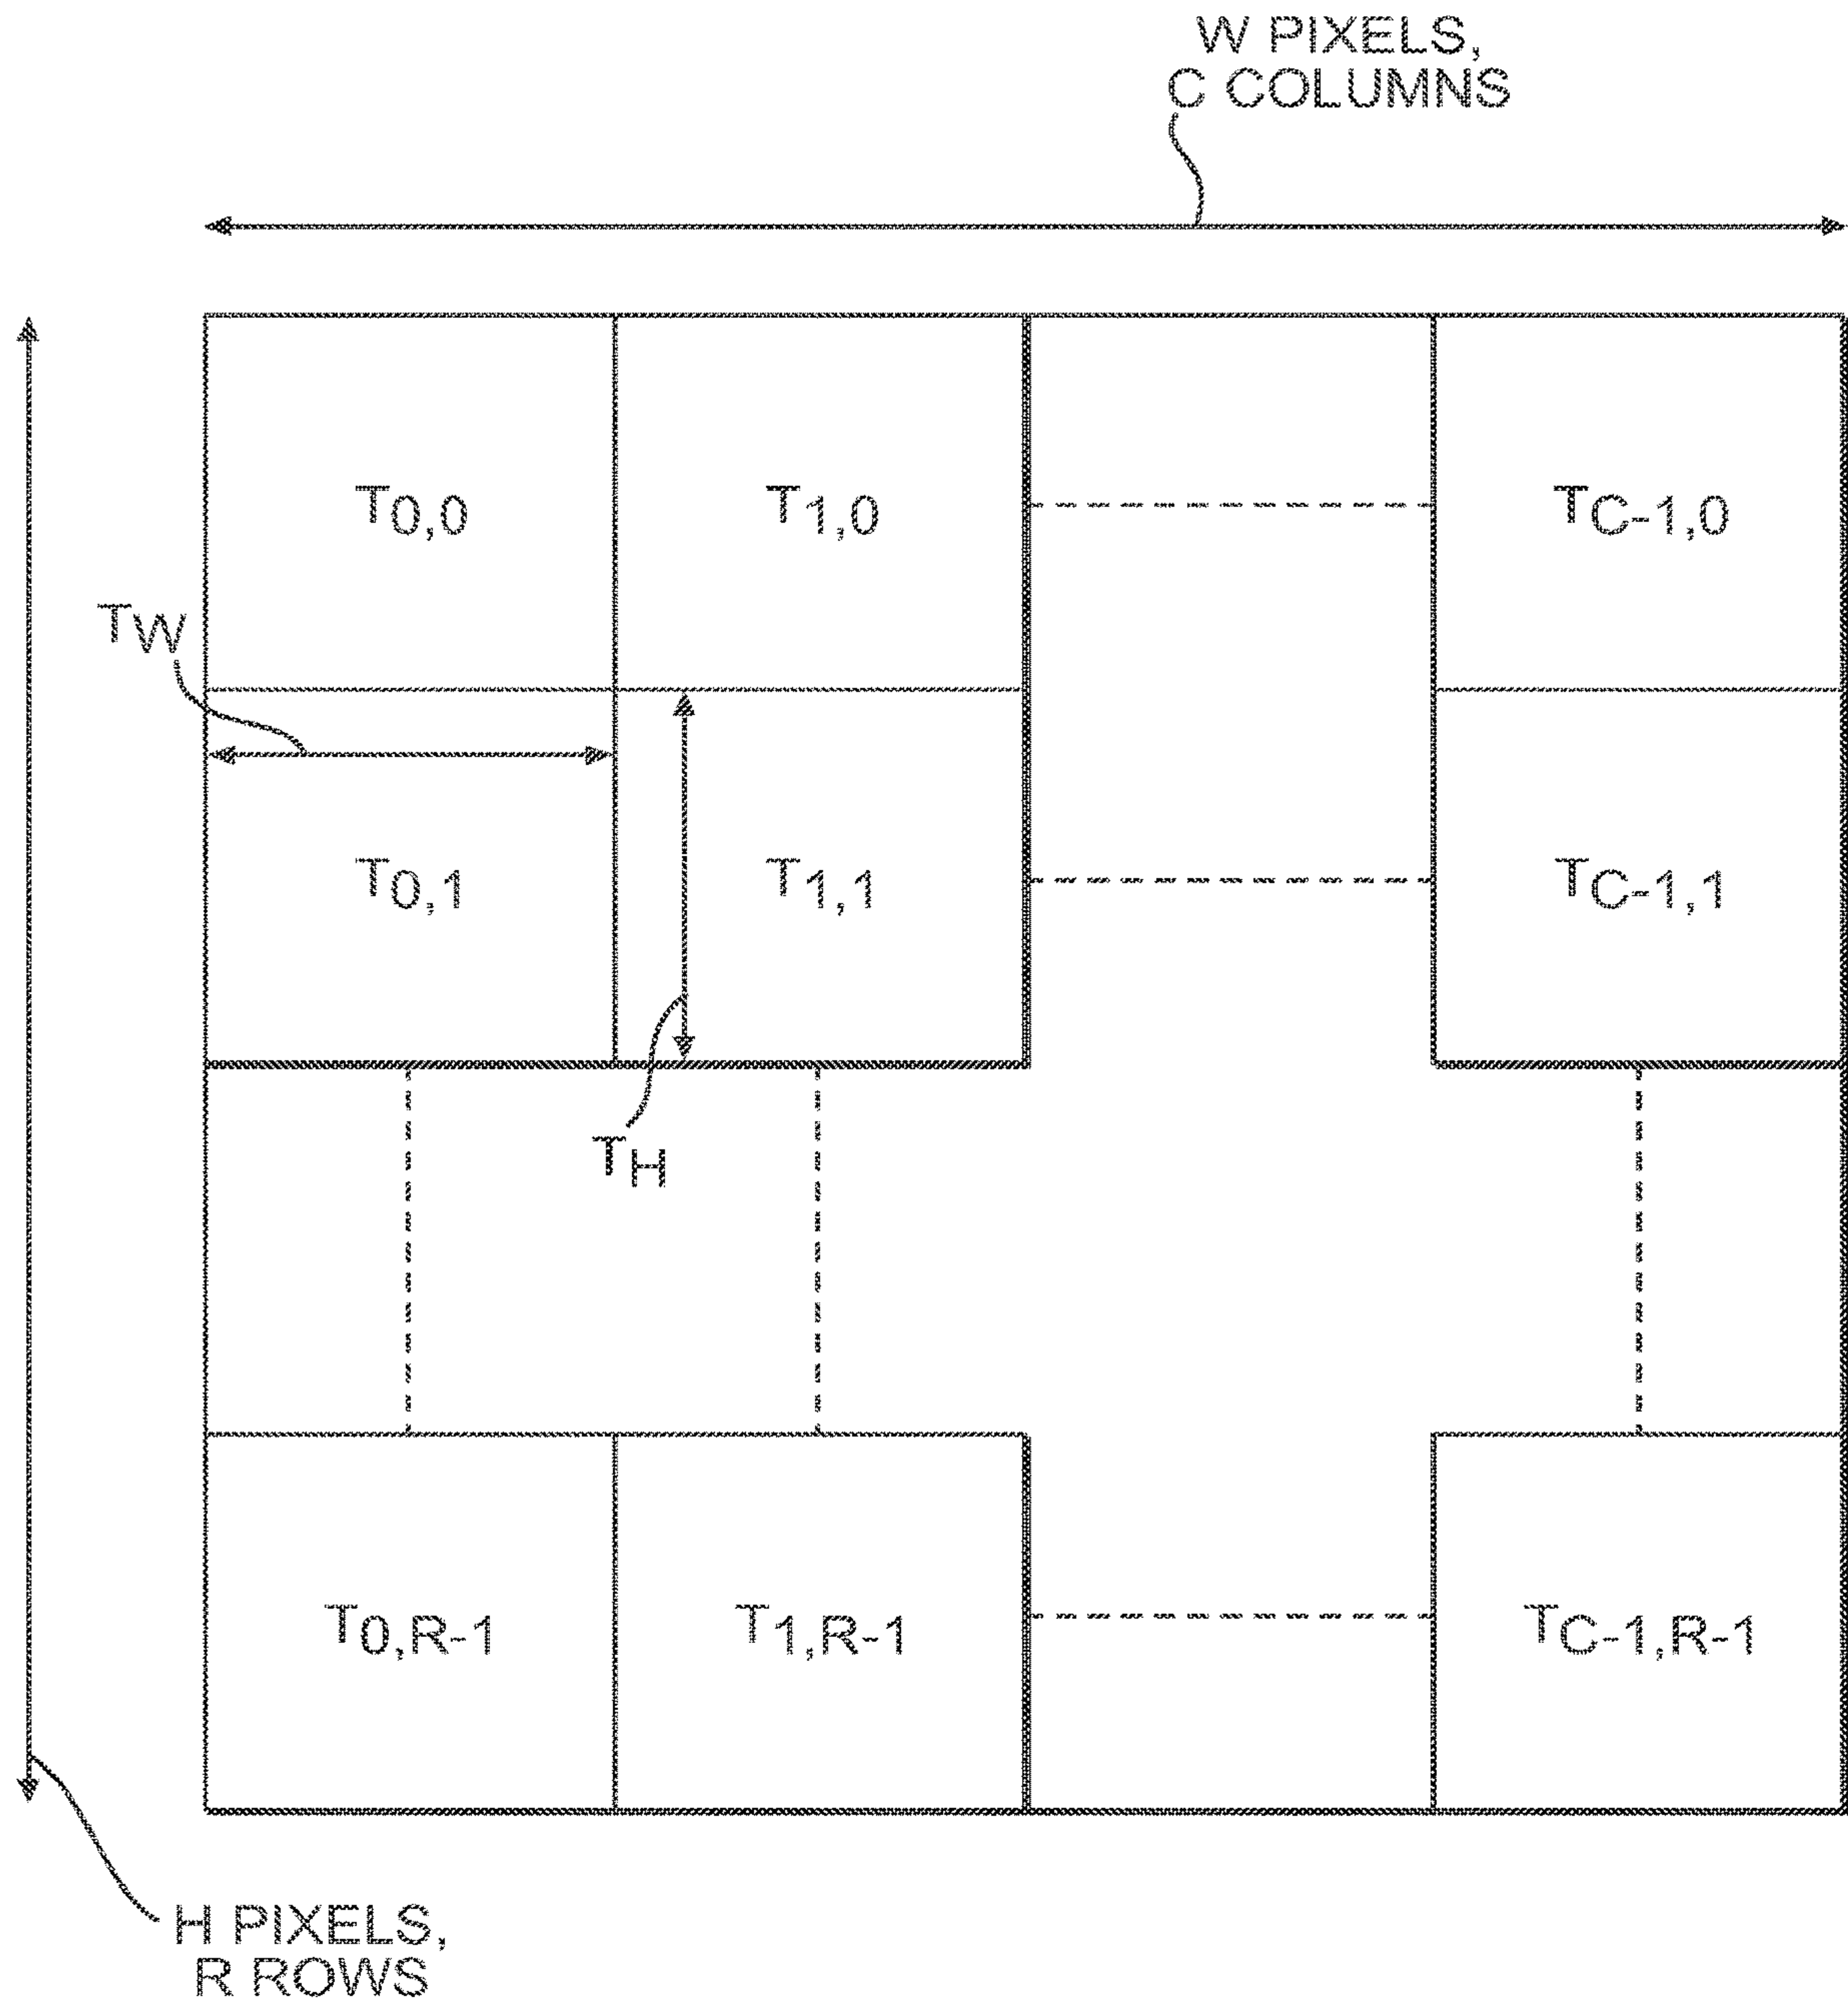 W PIXELS,
C COLUMNS
T0,0
T1,0
TC-1,0
TW
T0,1
T1,1
TC-1,1
TH
T0,R-1
T1,R-1
TC-1,R-1
H PIXELS,
R ROWS